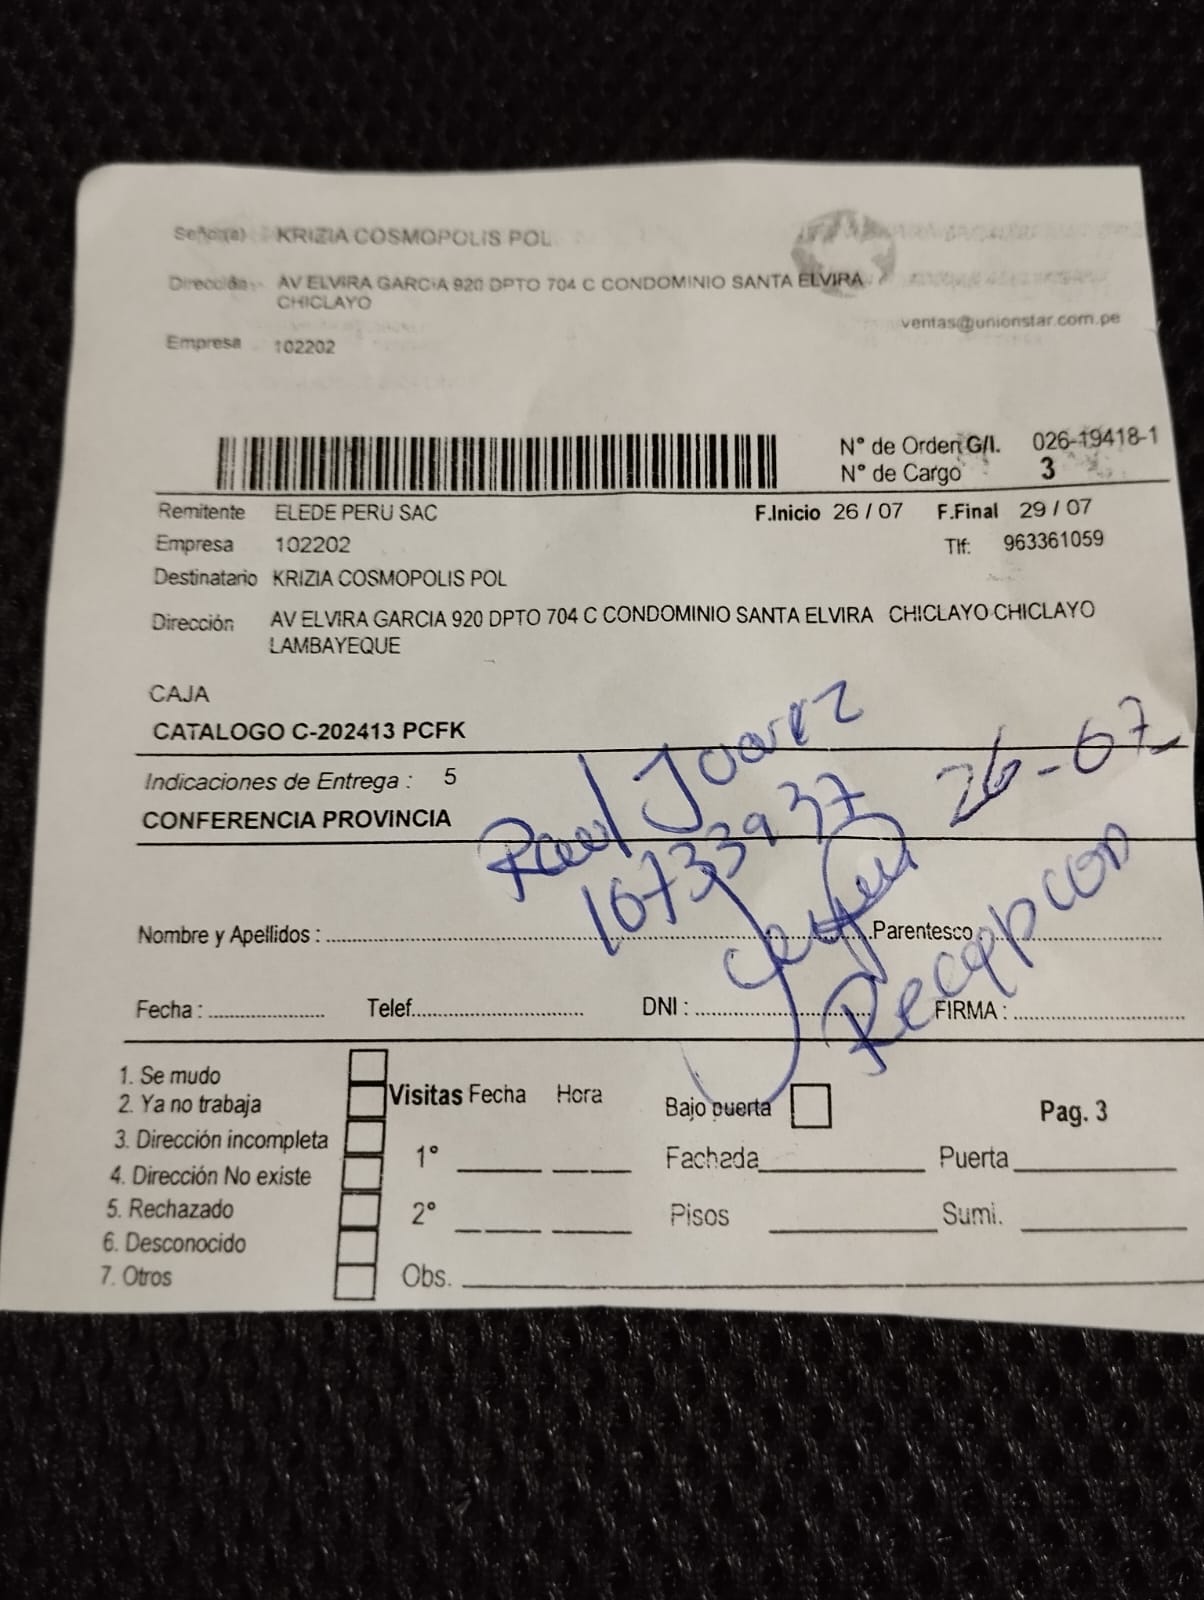 Señor(a) KRIZIA COSMOPOLIS POL
Dirección: AV ELVIRA GARCIA 920 DPTO 704 C CONDOMINIO SANTA ELVIRA
CHICLAYO
ventas@unionstar.com.pe
Empresa 102202
N° de Orden G/I. 026-19418-1
N° de Cargo 3
Remitente ELEDE PERU SAC F.Inicio 26 / 07 F.Final 29 / 07
Empresa 102202 Tlf: 963361059
Destinatario KRIZIA COSMOPOLIS POL
Dirección AV ELVIRA GARCIA 920 DPTO 704 C CONDOMINIO SANTA ELVIRA CHICLAYO-CHICLAYO
LAMBAYEQUE
CAJA
CATALOGO C-202413 PCFK
Indicaciones de Entrega : 5
CONFERENCIA PROVINCIA
Raul Juarez
16733937
26-07
Recepcion
Nombre y Apellidos : Parentesco
Fecha : Telef. DNI : FIRMA :
1. Se mudo
2. Ya no trabaja
3. Dirección incompleta
4. Dirección No existe
5. Rechazado
6. Desconocido
7. Otros
Visitas Fecha Hora
1°
2°
Obs.
Bajo puerta
Pag. 3
Fachada Puerta
Pisos Sumi.